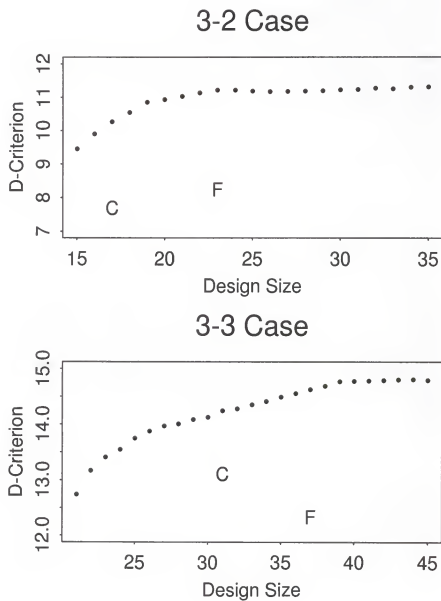 3-2 Case
12
11
10
9
8
7
D-Criterion
C
F
15 20 25 30 35
Design Size
3-3 Case
15.0
14.0
13.0
12.0
D-Criterion
C
F
25 30 35 40 45
Design Size